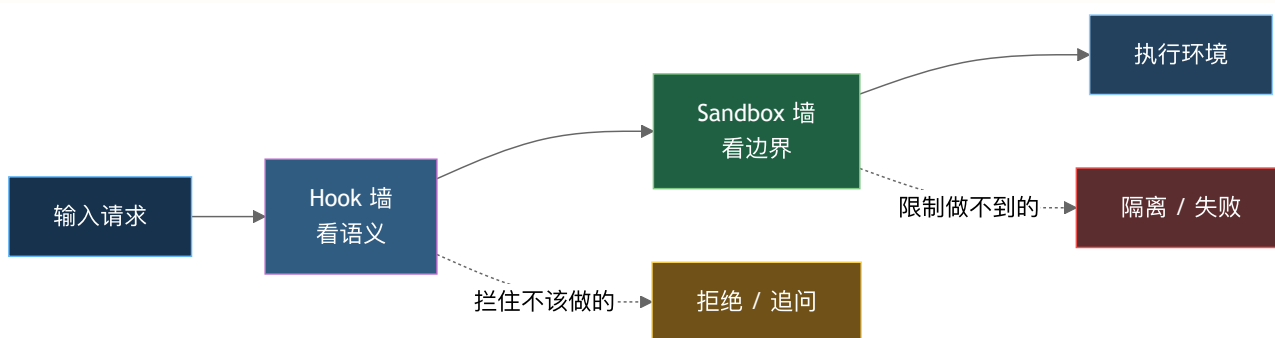 输入请求
Hook 墙
看语义
拦住不该做的
拒绝 / 追问
Sandbox 墙
看边界
限制做不到的
执行环境
隔离 / 失败